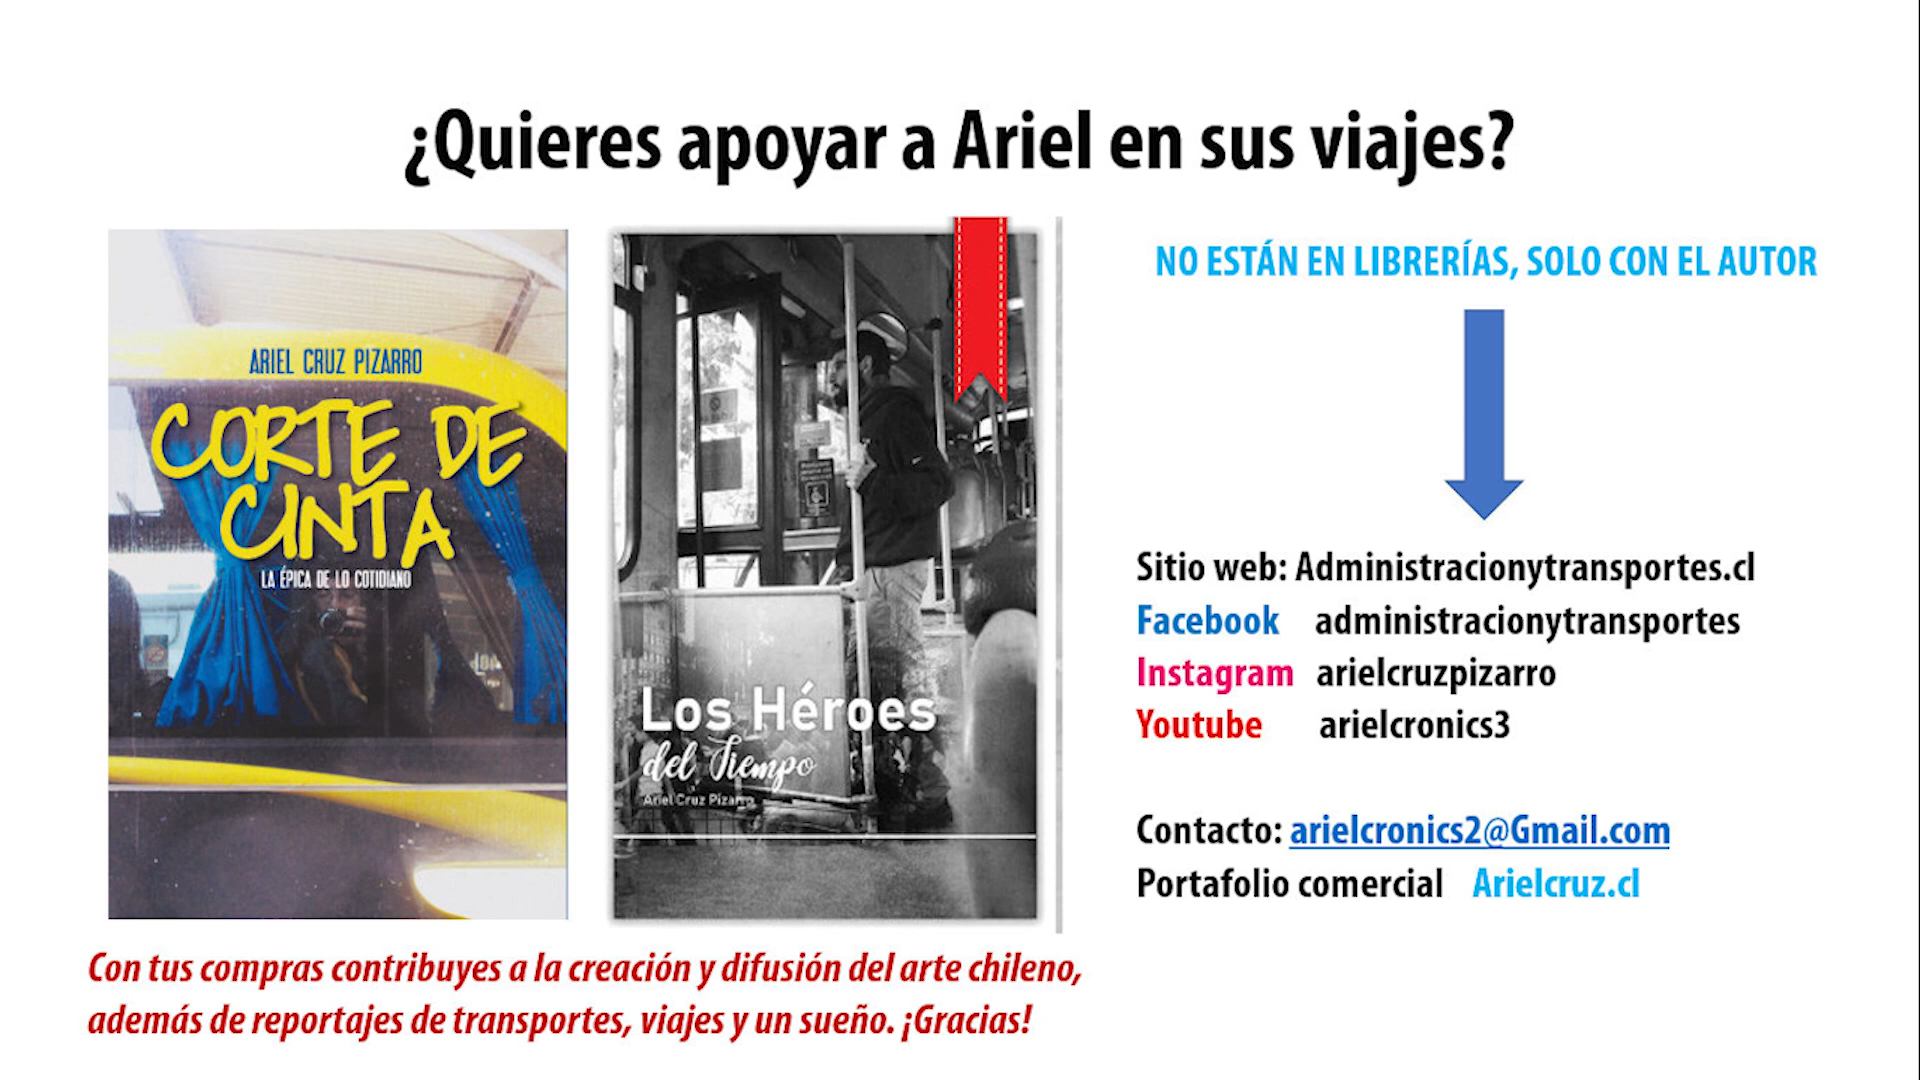 ¿Quieres apoyar a Ariel en sus viajes?
ARIEL CRUZ PIZARRO
CORTE DE
CINTA
LA ÉPICA DE LO COTIDIANO
Los Héroes
del Tiempo
Ariel Cruz Pizarro
NO ESTÁN EN LIBRERÍAS, SOLO CON EL AUTOR
Sitio web: Administracionytransportes.cl
Facebook administracionytransportes
Instagram arielcruzpizarro
Youtube arielcronics3
Contacto: arielcronics2@Gmail.com
Portafolio comercial Arielcruz.cl
Con tus compras contribuyes a la creación y difusión del arte chileno,
además de reportajes de transportes, viajes y un sueño. ¡Gracias!